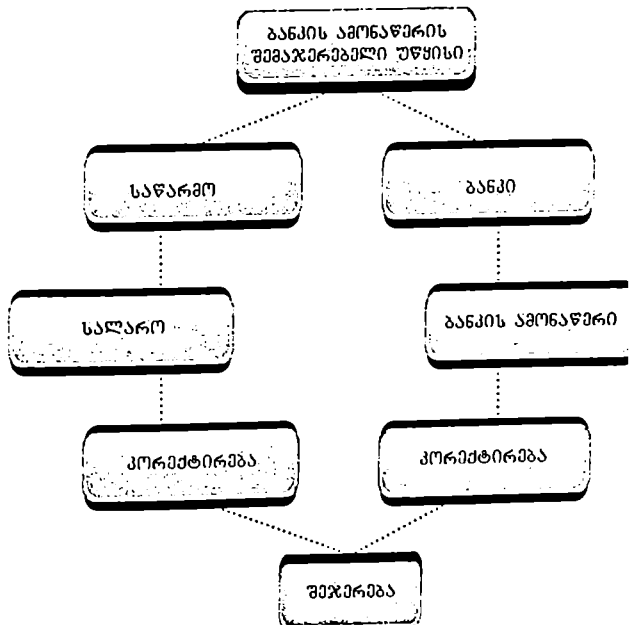 ბანკის ამონაწერის
შემაჯერებელი უწყისი
საწარმო
ბანკი
სალარო
ბანკის ამონაწერი
კორექტირება
კორექტირება
შეჯერება